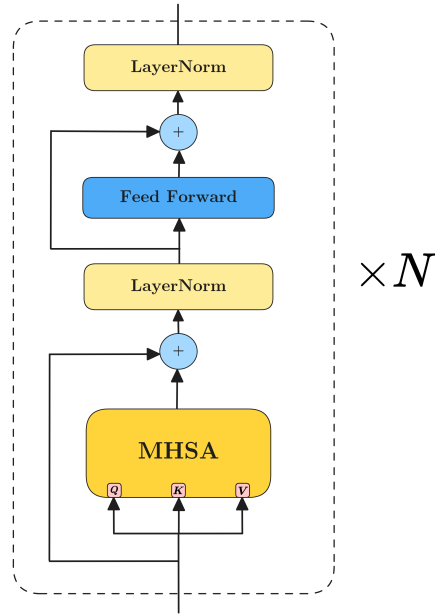 LayerNorm
+
Feed Forward
LayerNorm
× N
+
MHSA
Q K V